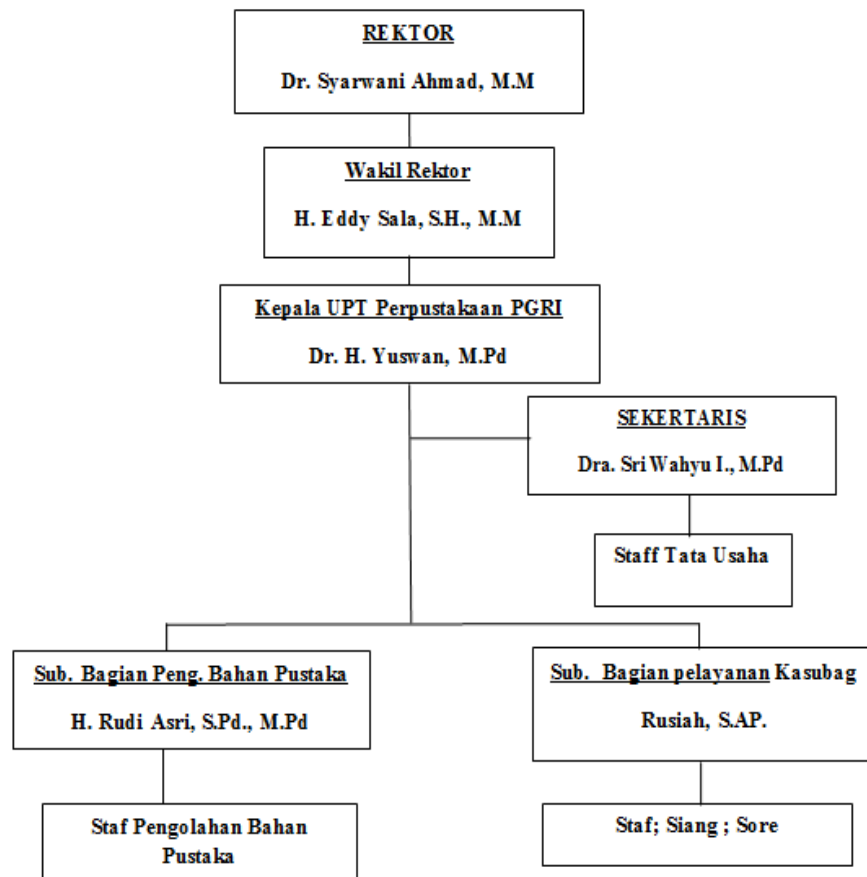 REKTOR
Dr. Syarwani Ahmad, M.M
Wakil Rektor
H. Eddy Sala, S.H., M.M
Kepala UPT Perpustakaan PGRI
Dr. H. Yuswan, M.Pd
SEKERTARIS
Dra. Sri Wahyu I., M.Pd
Staff Tata Usaha
Sub. Bagian Peng. Bahan Pustaka
H. Rudi Asri, S.Pd., M.Pd
Sub. Bagian pelayanan Kasubag
Rusiah, S.AP.
Staf Pengolahan Bahan
Pustaka
Staf; Siang ; Sore